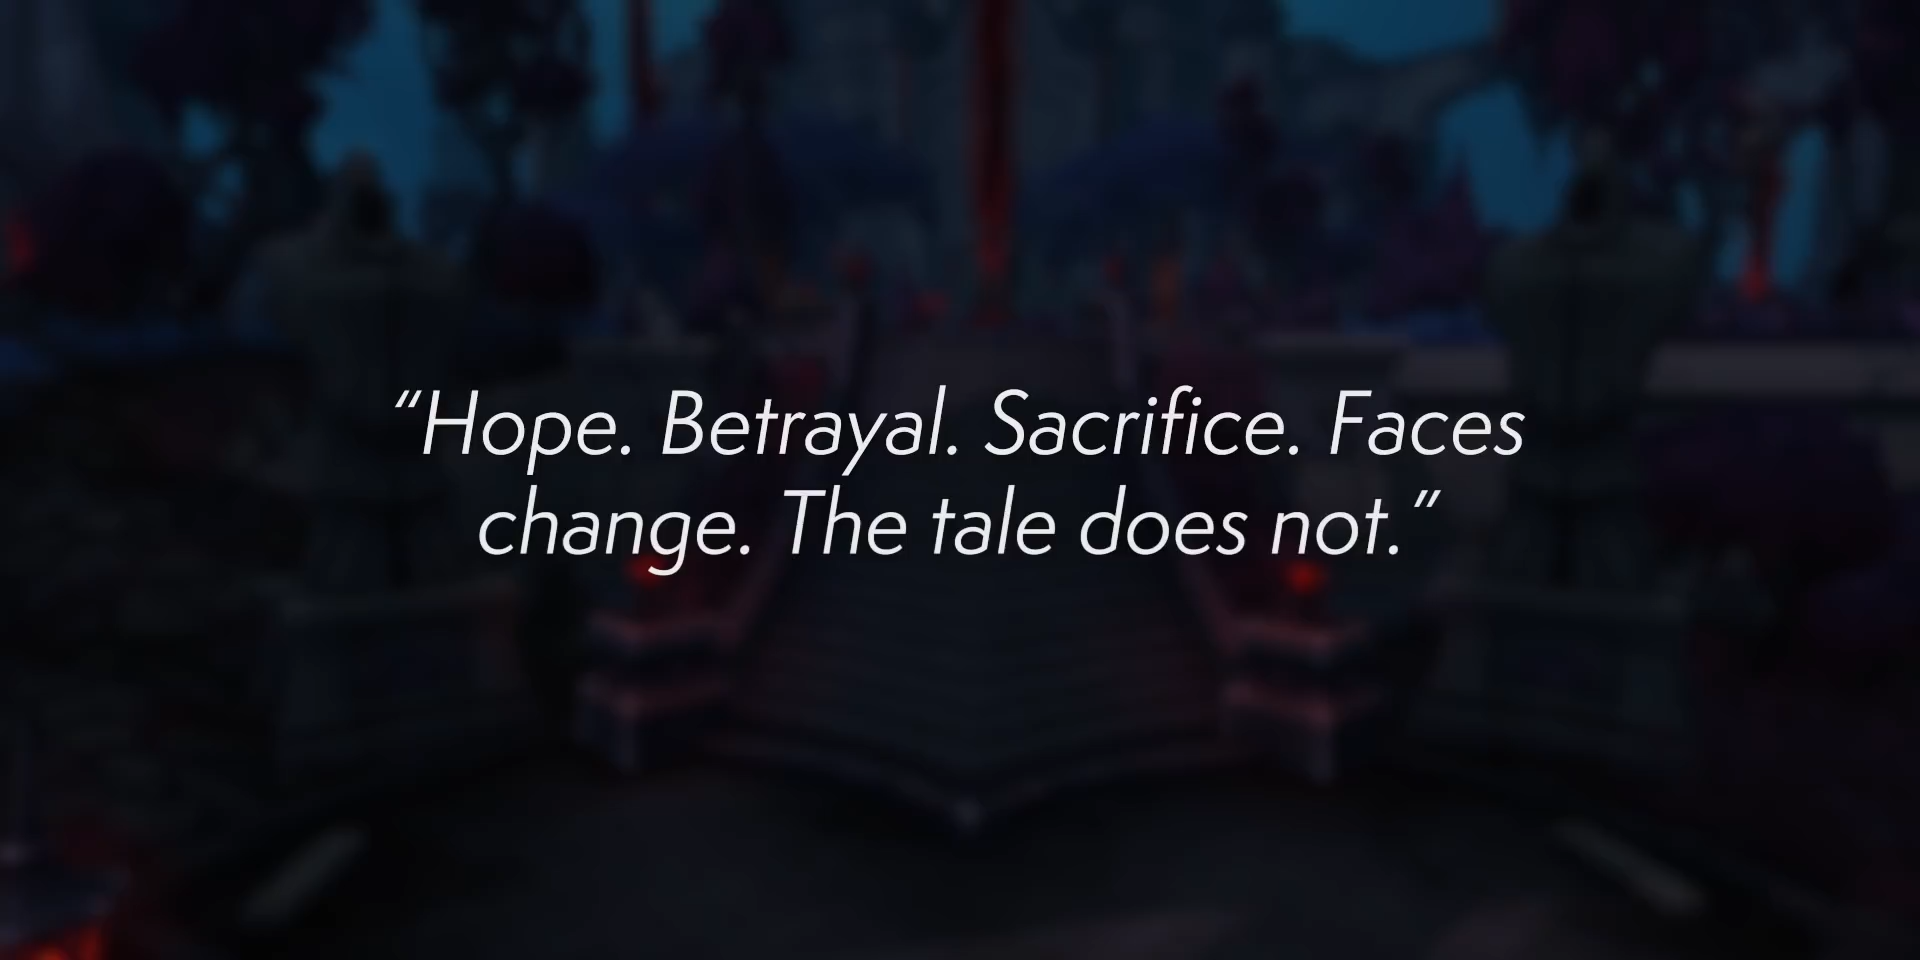 “Hope. Betrayal. Sacrifice. Faces
change. The tale does not.”